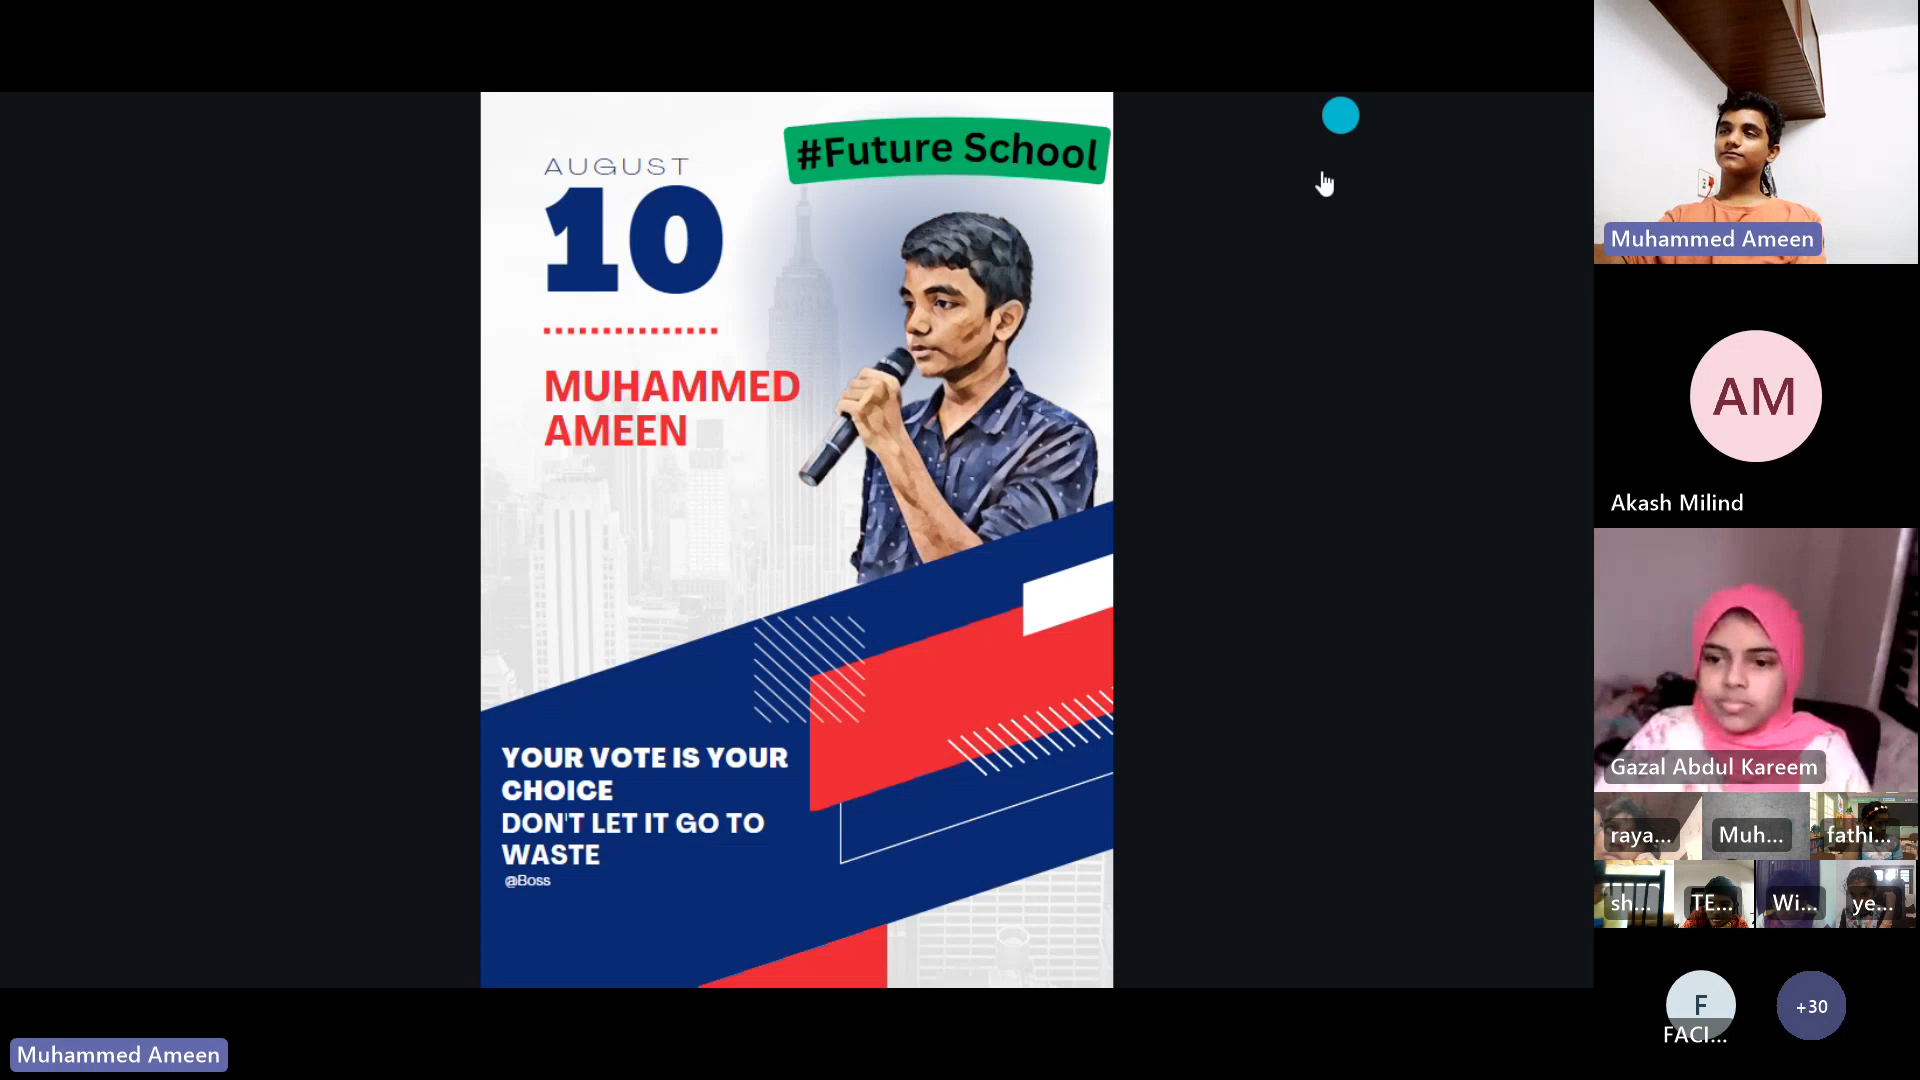 #Future School
AUGUST
10
MUHAMMED
AMEEN
YOUR VOTE IS YOUR
CHOICE
DON'T LET IT GO TO
WASTE
@Boss
Muhammed Ameen
Muhammed Ameen
AM
Akash Milind
Gazal Abdul Kareem
raya...
Muh...
fathi...
sh...
TE...
Wi...
ye...
F
FACI...
+30